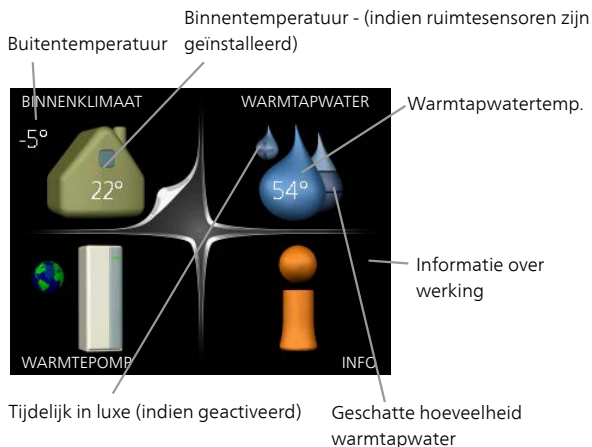 Binnentemperatuur - (indien ruimtesensoren zijn
geïnstalleerd)
Buitentemperatuur
BINNENKLIMAAT
WARMTAPWATER
Warmtapwatertemp.
-5°
22°
54°
Informatie over
werking
WARMTEPOMP
INFO
Tijdelijk in luxe (indien geactiveerd)
Geschatte hoeveelheid
warmtapwater